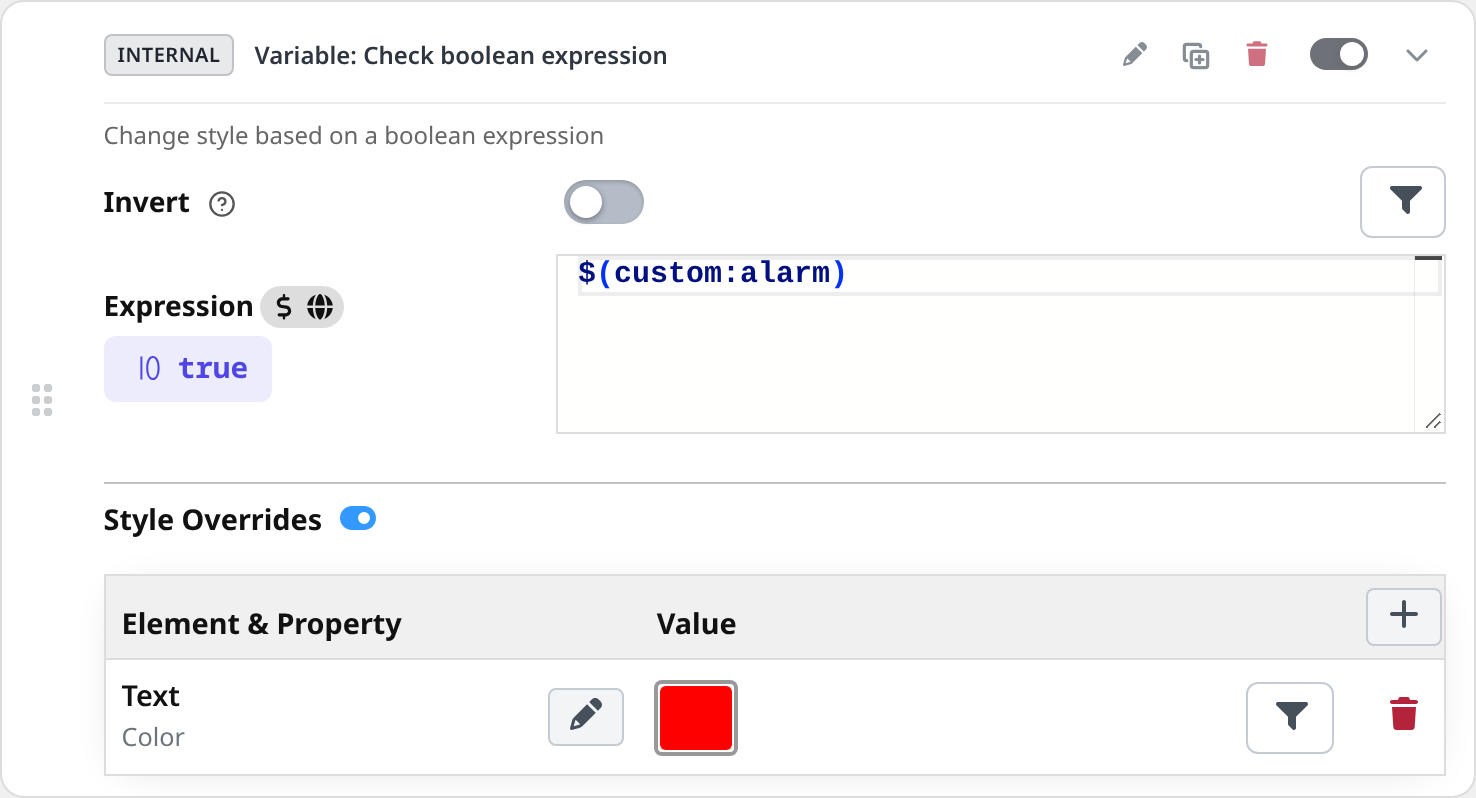 INTERNAL Variable: Check boolean expression
Change style based on a boolean expression
Invert ?
$(custom:alarm)
Expression $
true
Style Overrides
Element & Property Value
Text
Color